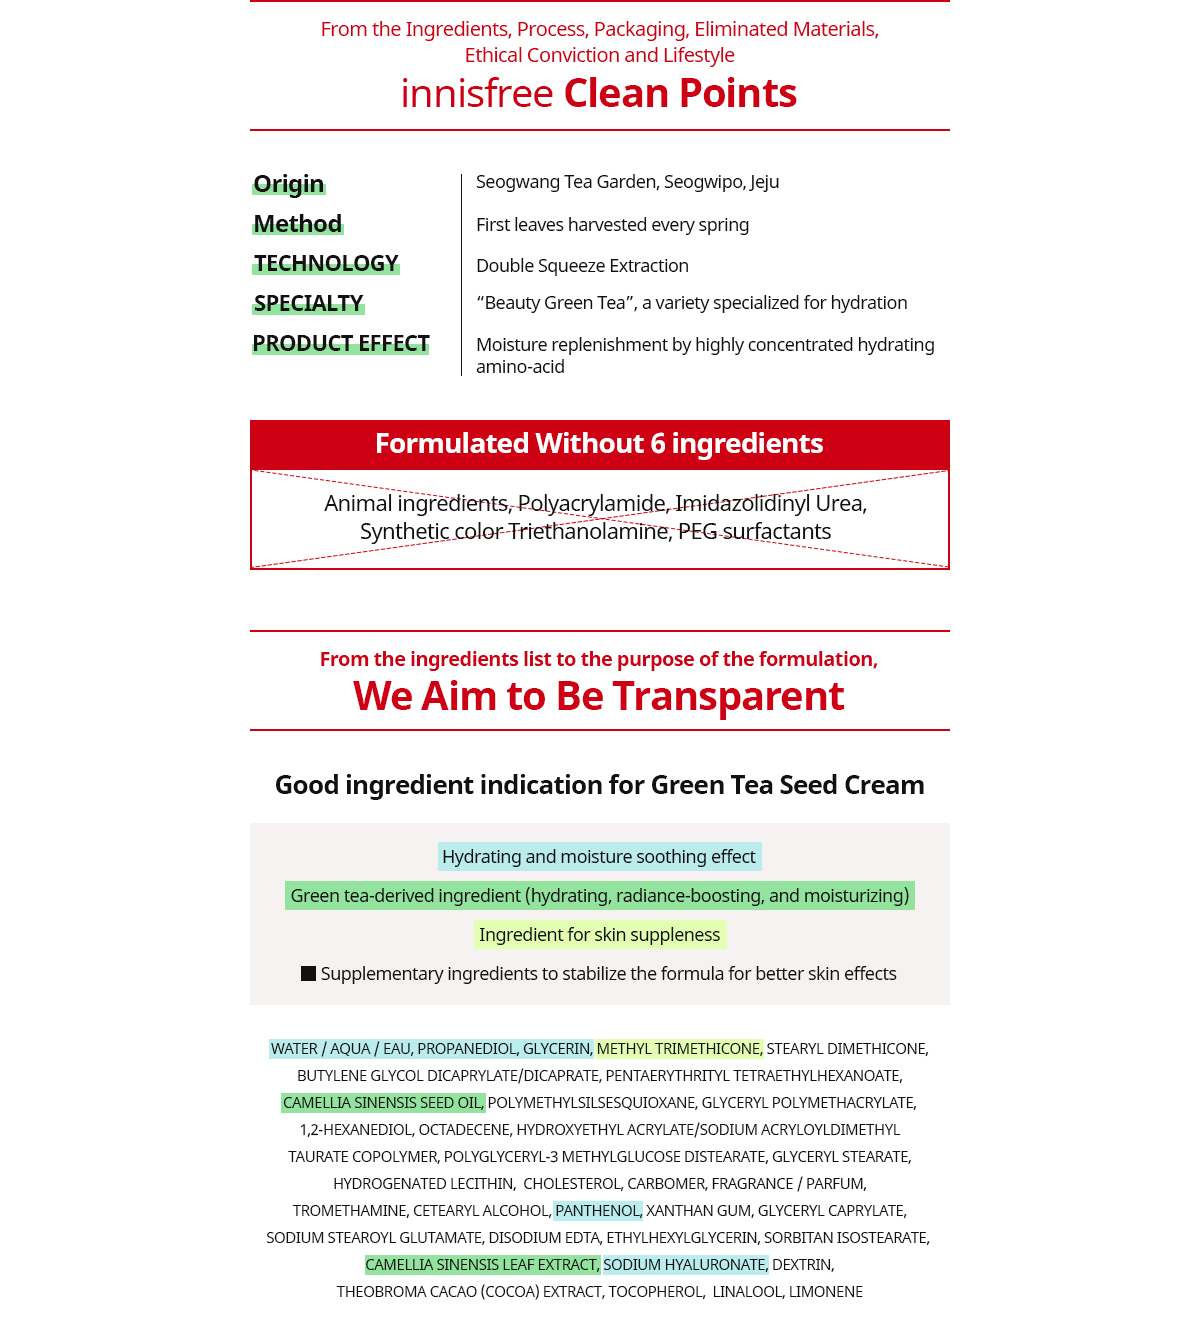 From the Ingredients, Process, Packaging, Eliminated Materials,
Ethical Conviction and Lifestyle
innisfree Clean Points
Origin
Seogwang Tea Garden, Seogwipo, Jeju
Method
First leaves harvested every spring
TECHNOLOGY
Double Squeeze Extraction
SPECIALTY
“Beauty Green Tea”, a variety specialized for hydration
PRODUCT EFFECT
Moisture replenishment by highly concentrated hydrating
amino-acid
Formulated Without 6 ingredients
Animal ingredients, Polyacrylamide, Imidazolidinyl Urea,
Synthetic color Triethanolamine, PEG surfactants
From the ingredients list to the purpose of the formulation,
We Aim to Be Transparent
Good ingredient indication for Green Tea Seed Cream
Hydrating and moisture soothing effect
Green tea-derived ingredient (hydrating, radiance-boosting, and moisturizing)
Ingredient for skin suppleness
Supplementary ingredients to stabilize the formula for better skin effects
WATER / AQUA / EAU, PROPANEDIOL, GLYCERIN, METHYL TRIMETHICONE, STEARYL DIMETHICONE,
BUTYLENE GLYCOL DICAPRYLATE/DICAPRATE, PENTAERYTHRITYL TETRAETHYLHEXANOATE,
CAMELLIA SINENSIS SEED OIL, POLYMETHYLSILSESQUIOXANE, GLYCERYL POLYMETHACRYLATE,
1,2-HEXANEDIOL, OCTADECENE, HYDROXYETHYL ACRYLATE/SODIUM ACRYLOYLDIMETHYL
TAURATE COPOLYMER, POLYGLYCERYL-3 METHYLGLUCOSE DISTEARATE, GLYCERYL STEARATE,
HYDROGENATED LECITHIN, CHOLESTEROL, CARBOMER, FRAGRANCE / PARFUM,
TROMETHAMINE, CETEARYL ALCOHOL, PANTHENOL, XANTHAN GUM, GLYCERYL CAPRYLATE,
SODIUM STEAROYL GLUTAMATE, DISODIUM EDTA, ETHYLHEXYLGLYCERIN, SORBITAN ISOSTEARATE,
CAMELLIA SINENSIS LEAF EXTRACT, SODIUM HYALURONATE, DEXTRIN,
THEOBROMA CACAO (COCOA) EXTRACT, TOCOPHEROL, LINALOOL, LIMONENE